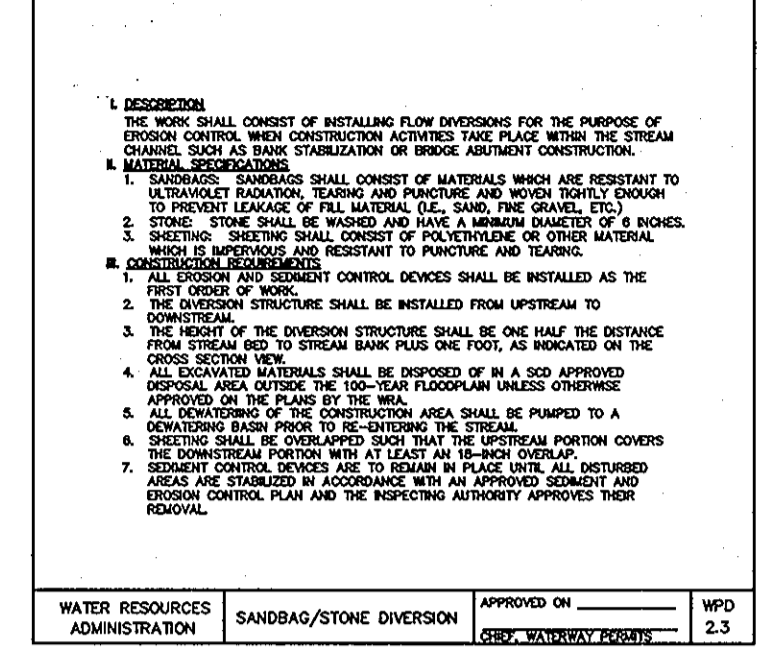 I. DESCRIPTION
THE WORK SHALL CONSIST OF INSTALLING FLOW DIVERSIONS FOR THE PURPOSE OF
EROSION CONTROL WHEN CONSTRUCTION ACTIVITIES TAKE PLACE WITHIN THE STREAM
CHANNEL SUCH AS BANK STABILIZATION OR BRIDGE ABUTMENT CONSTRUCTION.
II. MATERIAL SPECIFICATIONS
1. SANDBAGS: SANDBAGS SHALL CONSIST OF MATERIALS WHICH ARE RESISTANT TO
ULTRAVIOLET RADIATION, TEARING AND PUNCTURE AND WOVEN TIGHTLY ENOUGH
TO PREVENT LEAKAGE OF FILL MATERIAL (I.E., SAND, FINE GRAVEL, ETC.)
2. STONE: STONE SHALL BE WASHED AND HAVE A MINIMUM DIAMETER OF 6 INCHES.
3. SHEETING: SHEETING SHALL CONSIST OF POLYETHYLENE OR OTHER MATERIAL
WHICH IS IMPERVIOUS AND RESISTANT TO PUNCTURE AND TEARING.
III. CONSTRUCTION REQUIREMENTS
1. ALL EROSION AND SEDIMENT CONTROL DEVICES SHALL BE INSTALLED AS THE
FIRST ORDER OF WORK.
2. THE DIVERSION STRUCTURE SHALL BE INSTALLED FROM UPSTREAM TO
DOWNSTREAM.
3. THE HEIGHT OF THE DIVERSION STRUCTURE SHALL BE ONE HALF THE DISTANCE
FROM STREAM BED TO STREAM BANK PLUS ONE FOOT, AS INDICATED ON THE
CROSS SECTION VIEW.
4. ALL EXCAVATED MATERIALS SHALL BE DISPOSED OF IN A SCD APPROVED
DISPOSAL AREA OUTSIDE THE 100-YEAR FLOODPLAIN UNLESS OTHERWISE
APPROVED ON THE PLANS BY THE WRA.
5. ALL DEWATERING OF THE CONSTRUCTION AREA SHALL BE PUMPED TO A
DEWATERING BASIN PRIOR TO RE-ENTERING THE STREAM.
6. SHEETING SHALL BE OVERLAPPED SUCH THAT THE UPSTREAM PORTION COVERS
THE DOWNSTREAM PORTION WITH AT LEAST AN 18-INCH OVERLAP.
7. SEDIMENT CONTROL DEVICES ARE TO REMAIN IN PLACE UNTIL ALL DISTURBED
AREAS ARE STABILIZED IN ACCORDANCE WITH AN APPROVED SEDIMENT AND
EROSION CONTROL PLAN AND THE INSPECTING AUTHORITY APPROVES THEIR
REMOVAL.
WATER RESOURCES
ADMINISTRATION
SANDBAG/STONE DIVERSION
APPROVED ON
CHIEF, WATERWAY PERMITS
WPD
2.3